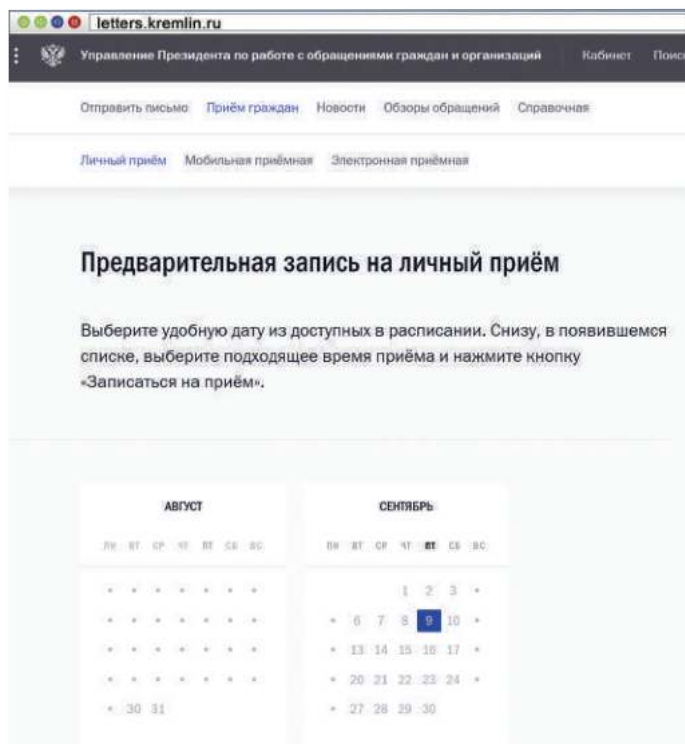 letters.kremlin.ru
Управление Президента по работе с обращениями граждан и организаций Кабинет Поиск
Отправить письмо Приём граждан Новости Обзоры обращений Справочная
Личный приём Мобильная приёмная Электронная приёмная
Предварительная запись на личный приём
Выберите удобную дату из доступных в расписании. Снизу, в появившемся
списке, выберите подходящее время приёма и нажмите кнопку
«Записаться на приём».
АВГУСТ
ПН ВТ СР ЧТ ПТ СБ ВС
30 31
СЕНТЯБРЬ
ПН ВТ СР ЧТ ПТ СБ ВС
1 2 3
6 7 8 9 10
13 14 15 16 17
20 21 22 23 24
27 28 29 30